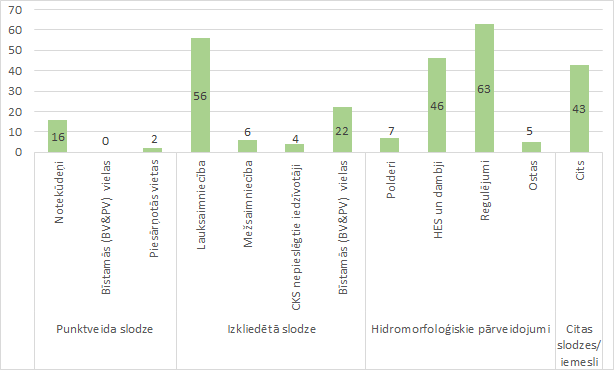 70
60
50
40
30
20
10
0
16
0
2
56
6
4
22
7
46
63
5
43
Notekūdeņi
Bīstamās (BV&PV) vielas
Piesārņotās vietas
Lauksaimniecība
Mežsaimniecība
CKS nepieslēgtie iedzīvotāji
Bīstamās (BV&PV) vielas
Polderi
HES un dambji
Regulējumi
Ostas
Cits
Punktveida slodze
Izkliedētā slodze
Hidromorfoloģiskie pārveidojumi
Citas
slodzes/
iemesli